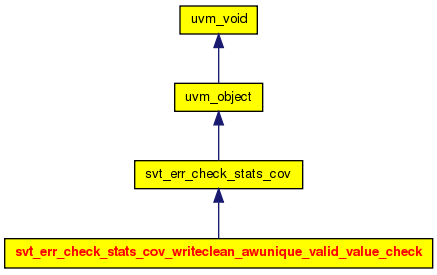 uvm_void
uvm_object
svt_err_check_stats_cov
svt_err_check_stats_cov_writeclean_awunique_valid_value_check